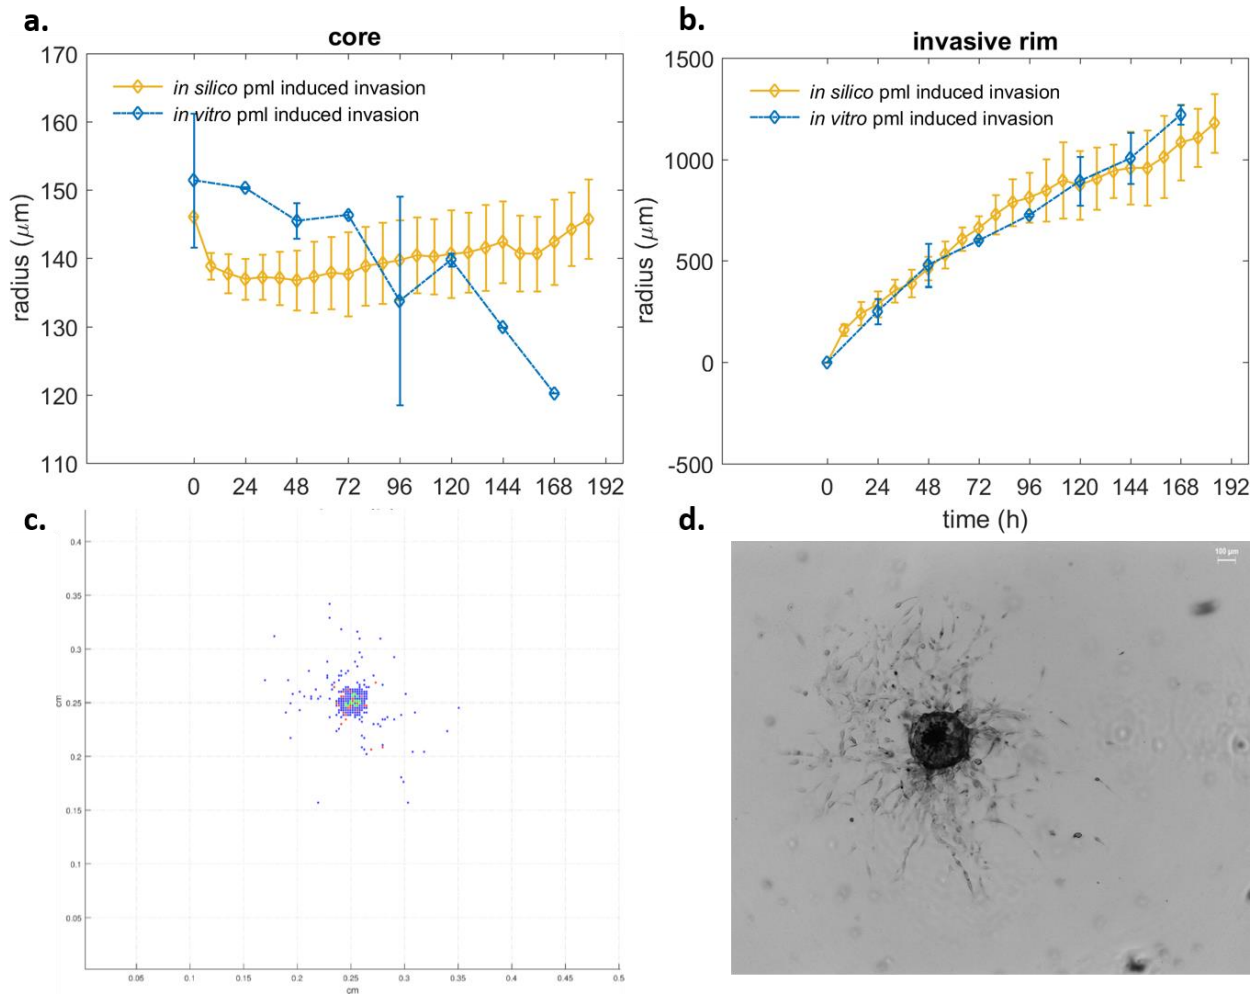 a.
core
170
160
150
140
130
120
110
radius (μm)
in silico pml induced invasion
in vitro pml induced invasion
0 24 48 72 96 120 144 168 192
b.
invasive rim
1500
1000
500
0
-500
radius (μm)
in silico pml induced invasion
in vitro pml induced invasion
0 24 48 72 96 120 144 168 192
time (h)
c.
0.4
0.35
0.3
0.25
0.2
0.15
0.1
0.05
cm
0.05 0.1 0.15 0.2 0.25 0.3 0.35 0.4 0.45 0.5
cm
d.
100 μm